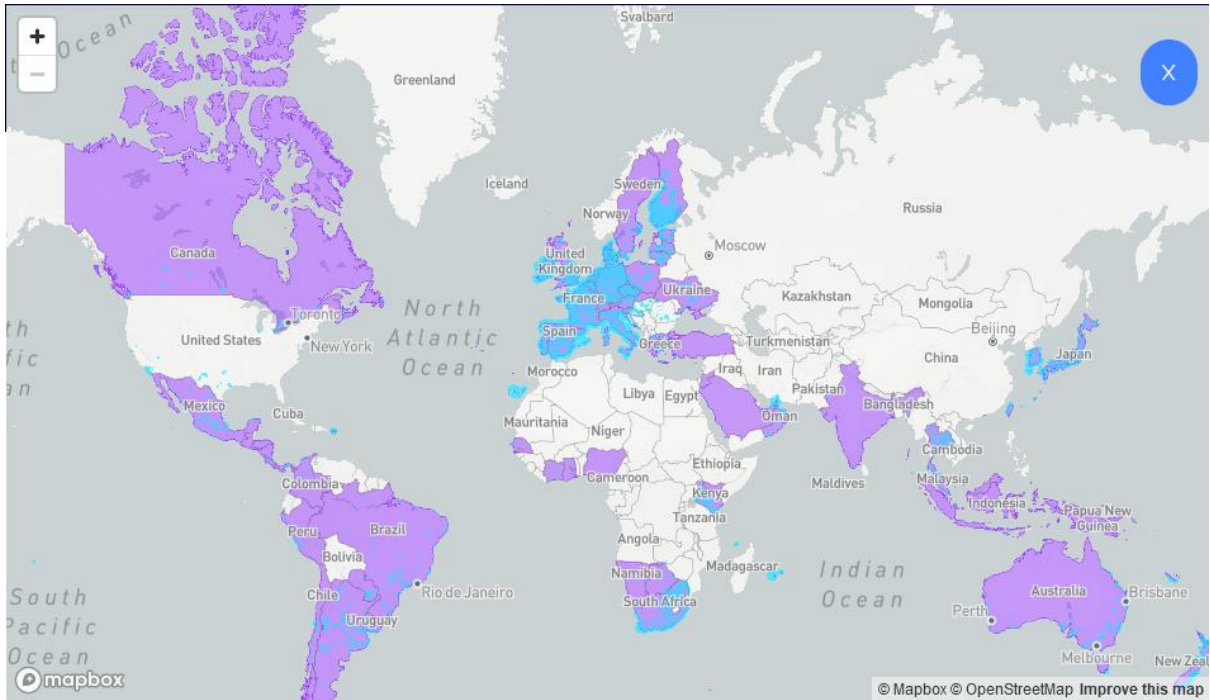 +
−
X
t
Ocean
Svalbard
Greenland
Iceland
Sweden
Norway
Russia
Moscow
United
Kingdom
Canada
France
Ukraine
Kazakhstan
Mongolia
th
fic
an
North
Atlantic
Ocean
Toronto
United States
New York
Spain
Greece
Turkmenistan
Beijing
China
Japan
Morocco
Iraq
Iran
Pakistan
Libya
Egypt
Mexico
Cuba
Mauritania
Niger
Oman
Bangladesh
Cambodia
Ethiopia
Cameroon
Colombia
Kenya
Maldives
Malaysia
Indonesia
Papua New
Guinea
Peru
Brazil
Tanzania
Angola
Bolivia
Madagascar
Namibia
Indian
Ocean
Chile
Rio de Janeiro
South Africa
Australia
Brisbane
South
Pacific
Ocean
Uruguay
Perth
Melbourne
New Zeal
mapbox
© Mapbox © OpenStreetMap Improve this map